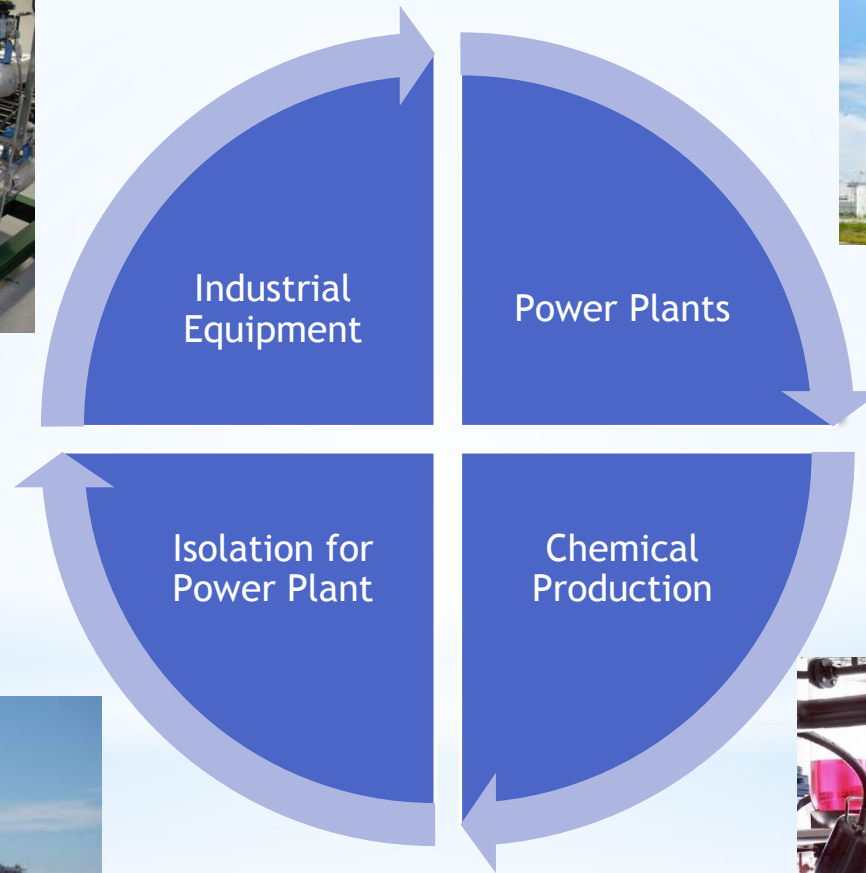 Industrial
Equipment
Power Plants
Isolation for
Power Plant
Chemical
Production